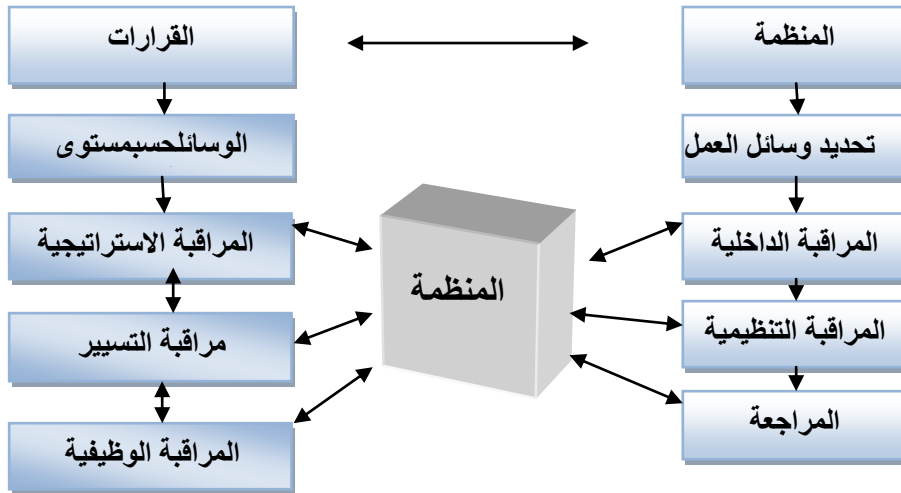 المنظمة
القرارات
تحديد وسائل العمل
الوسائلحسبمستوى
المراقبة الداخلية
المراقبة الاستراتيجية
المنظمة
المراقبة التنظيمية
مراقبة التسيير
المراجعة
المراقبة الوظيفية